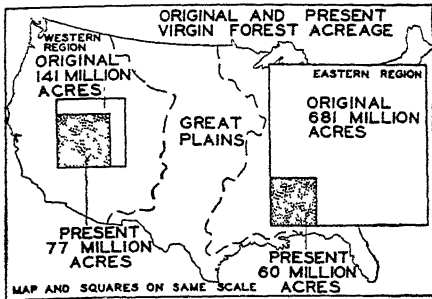 ORIGINAL AND PRESENT
VIRGIN FOREST ACREAGE
WESTERN
REGION
ORIGINAL
141 MILLION
ACRES
EASTERN REGION
ORIGINAL
681 MILLION
ACRES
GREAT
PLAINS
PRESENT
77 MILLION
ACRES
PRESENT
60 MILLION
ACRES
MAP AND SQUARES ON SAME SCALE